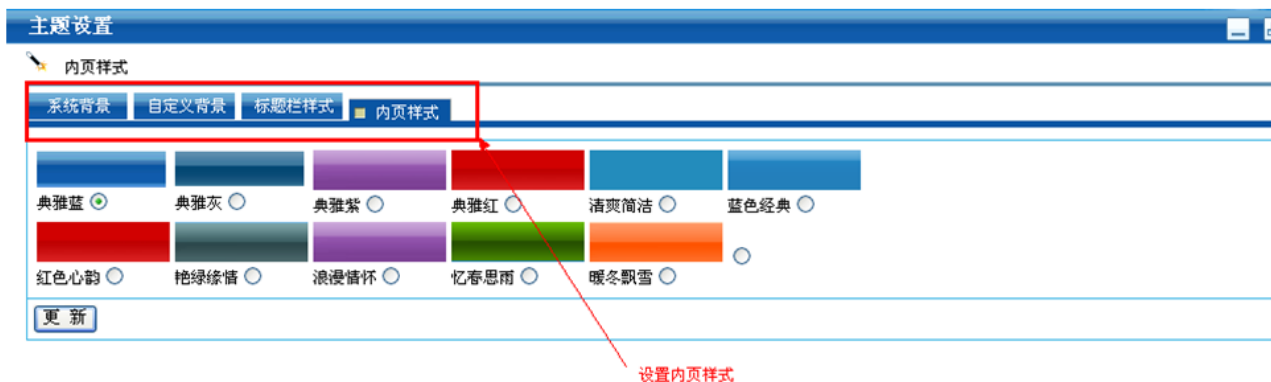 主题设置
内页样式
系统背景 自定义背景 标题栏样式 内页样式
典雅蓝 典雅灰 典雅紫 典雅红 清爽简洁 蓝色经典
红色心韵 艳绿缘情 浪漫情怀 忆春思雨 暖冬飘雪
更 新
设置内页样式